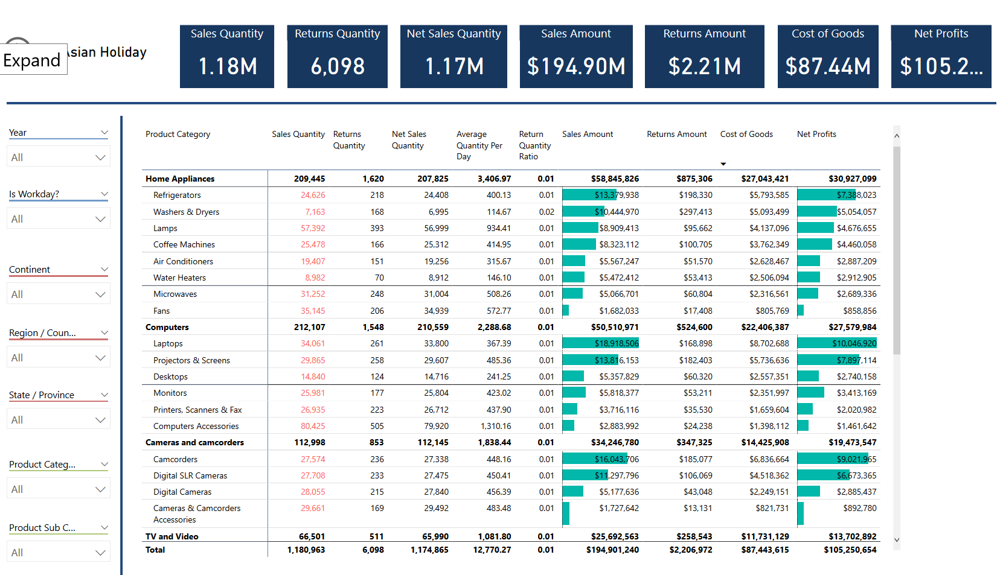 Expand
sian Holiday
Sales Quantity
1.18M
Returns Quantity
6,098
Net Sales Quantity
1.17M
Sales Amount
$194.90M
Returns Amount
$2.21M
Cost of Goods
$87.44M
Net Profits
$105.2...
Year
All
Is Workday?
All
Continent
All
Region / Coun...
All
State / Province
All
Product Categ...
All
Product Sub C...
All
Product Category Sales Quantity Returns Quantity Net Sales Quantity Average Quantity Per Day Return Quantity Ratio Sales Amount Returns Amount Cost of Goods Net Profits
Home Appliances 209,445 1,620 207,825 3,406.97 0.01 $58,845,826 $875,306 $27,043,421 $30,927,099
Refrigerators 24,626 218 24,408 400.13 0.01 $13,379,938 $198,330 $5,793,585 $7,388,023
Washers & Dryers 7,163 168 6,995 114.67 0.02 $10,444,970 $297,413 $5,093,499 $5,054,057
Lamps 57,392 393 56,999 934.41 0.01 $8,909,413 $95,662 $4,137,096 $4,676,655
Coffee Machines 25,478 166 25,312 414.95 0.01 $8,323,112 $100,705 $3,762,349 $4,460,058
Air Conditioners 19,407 151 19,256 315.67 0.01 $5,567,247 $51,570 $2,628,467 $2,887,209
Water Heaters 8,982 70 8,912 146.10 0.01 $5,472,412 $53,413 $2,506,094 $2,912,905
Microwaves 31,252 248 31,004 508.26 0.01 $5,066,701 $60,804 $2,316,561 $2,689,336
Fans 35,145 206 34,939 572.77 0.01 $1,682,033 $17,408 $805,769 $858,856
Computers 212,107 1,548 210,559 2,288.68 0.01 $50,510,971 $524,600 $22,406,387 $27,579,984
Laptops 34,061 261 33,800 367.39 0.01 $18,918,506 $168,898 $8,702,688 $10,046,920
Projectors & Screens 29,865 258 29,607 485.36 0.01 $13,816,153 $182,403 $5,736,636 $7,897,114
Desktops 14,840 124 14,716 241.25 0.01 $5,357,829 $60,320 $2,557,351 $2,740,158
Monitors 25,981 177 25,804 423.02 0.01 $5,818,377 $53,211 $2,351,997 $3,413,169
Printers, Scanners & Fax 26,935 223 26,712 437.90 0.01 $3,716,116 $35,530 $1,659,604 $2,020,982
Computers Accessories 80,425 505 79,920 1,310.16 0.01 $2,883,992 $24,238 $1,398,112 $1,461,642
Cameras and camcorders 112,998 853 112,145 1,838.44 0.01 $34,246,780 $347,325 $14,425,908 $19,473,547
Camcorders 27,574 236 27,338 448.16 0.01 $16,043,706 $185,077 $6,836,664 $9,021,965
Digital SLR Cameras 27,708 233 27,475 450.41 0.01 $11,297,796 $106,069 $4,518,362 $6,673,365
Digital Cameras 28,055 215 27,840 456.39 0.01 $5,177,636 $43,048 $2,249,151 $2,885,437
Cameras & Camcorders Accessories 29,661 169 29,492 483.48 0.01 $1,727,642 $13,131 $821,731 $892,780
TV and Video 66,501 511 65,990 1,081.80 0.01 $25,692,563 $258,543 $11,731,129 $13,702,892
Total 1,180,963 6,098 1,174,865 12,770.27 0.01 $194,901,240 $2,206,972 $87,443,615 $105,250,654